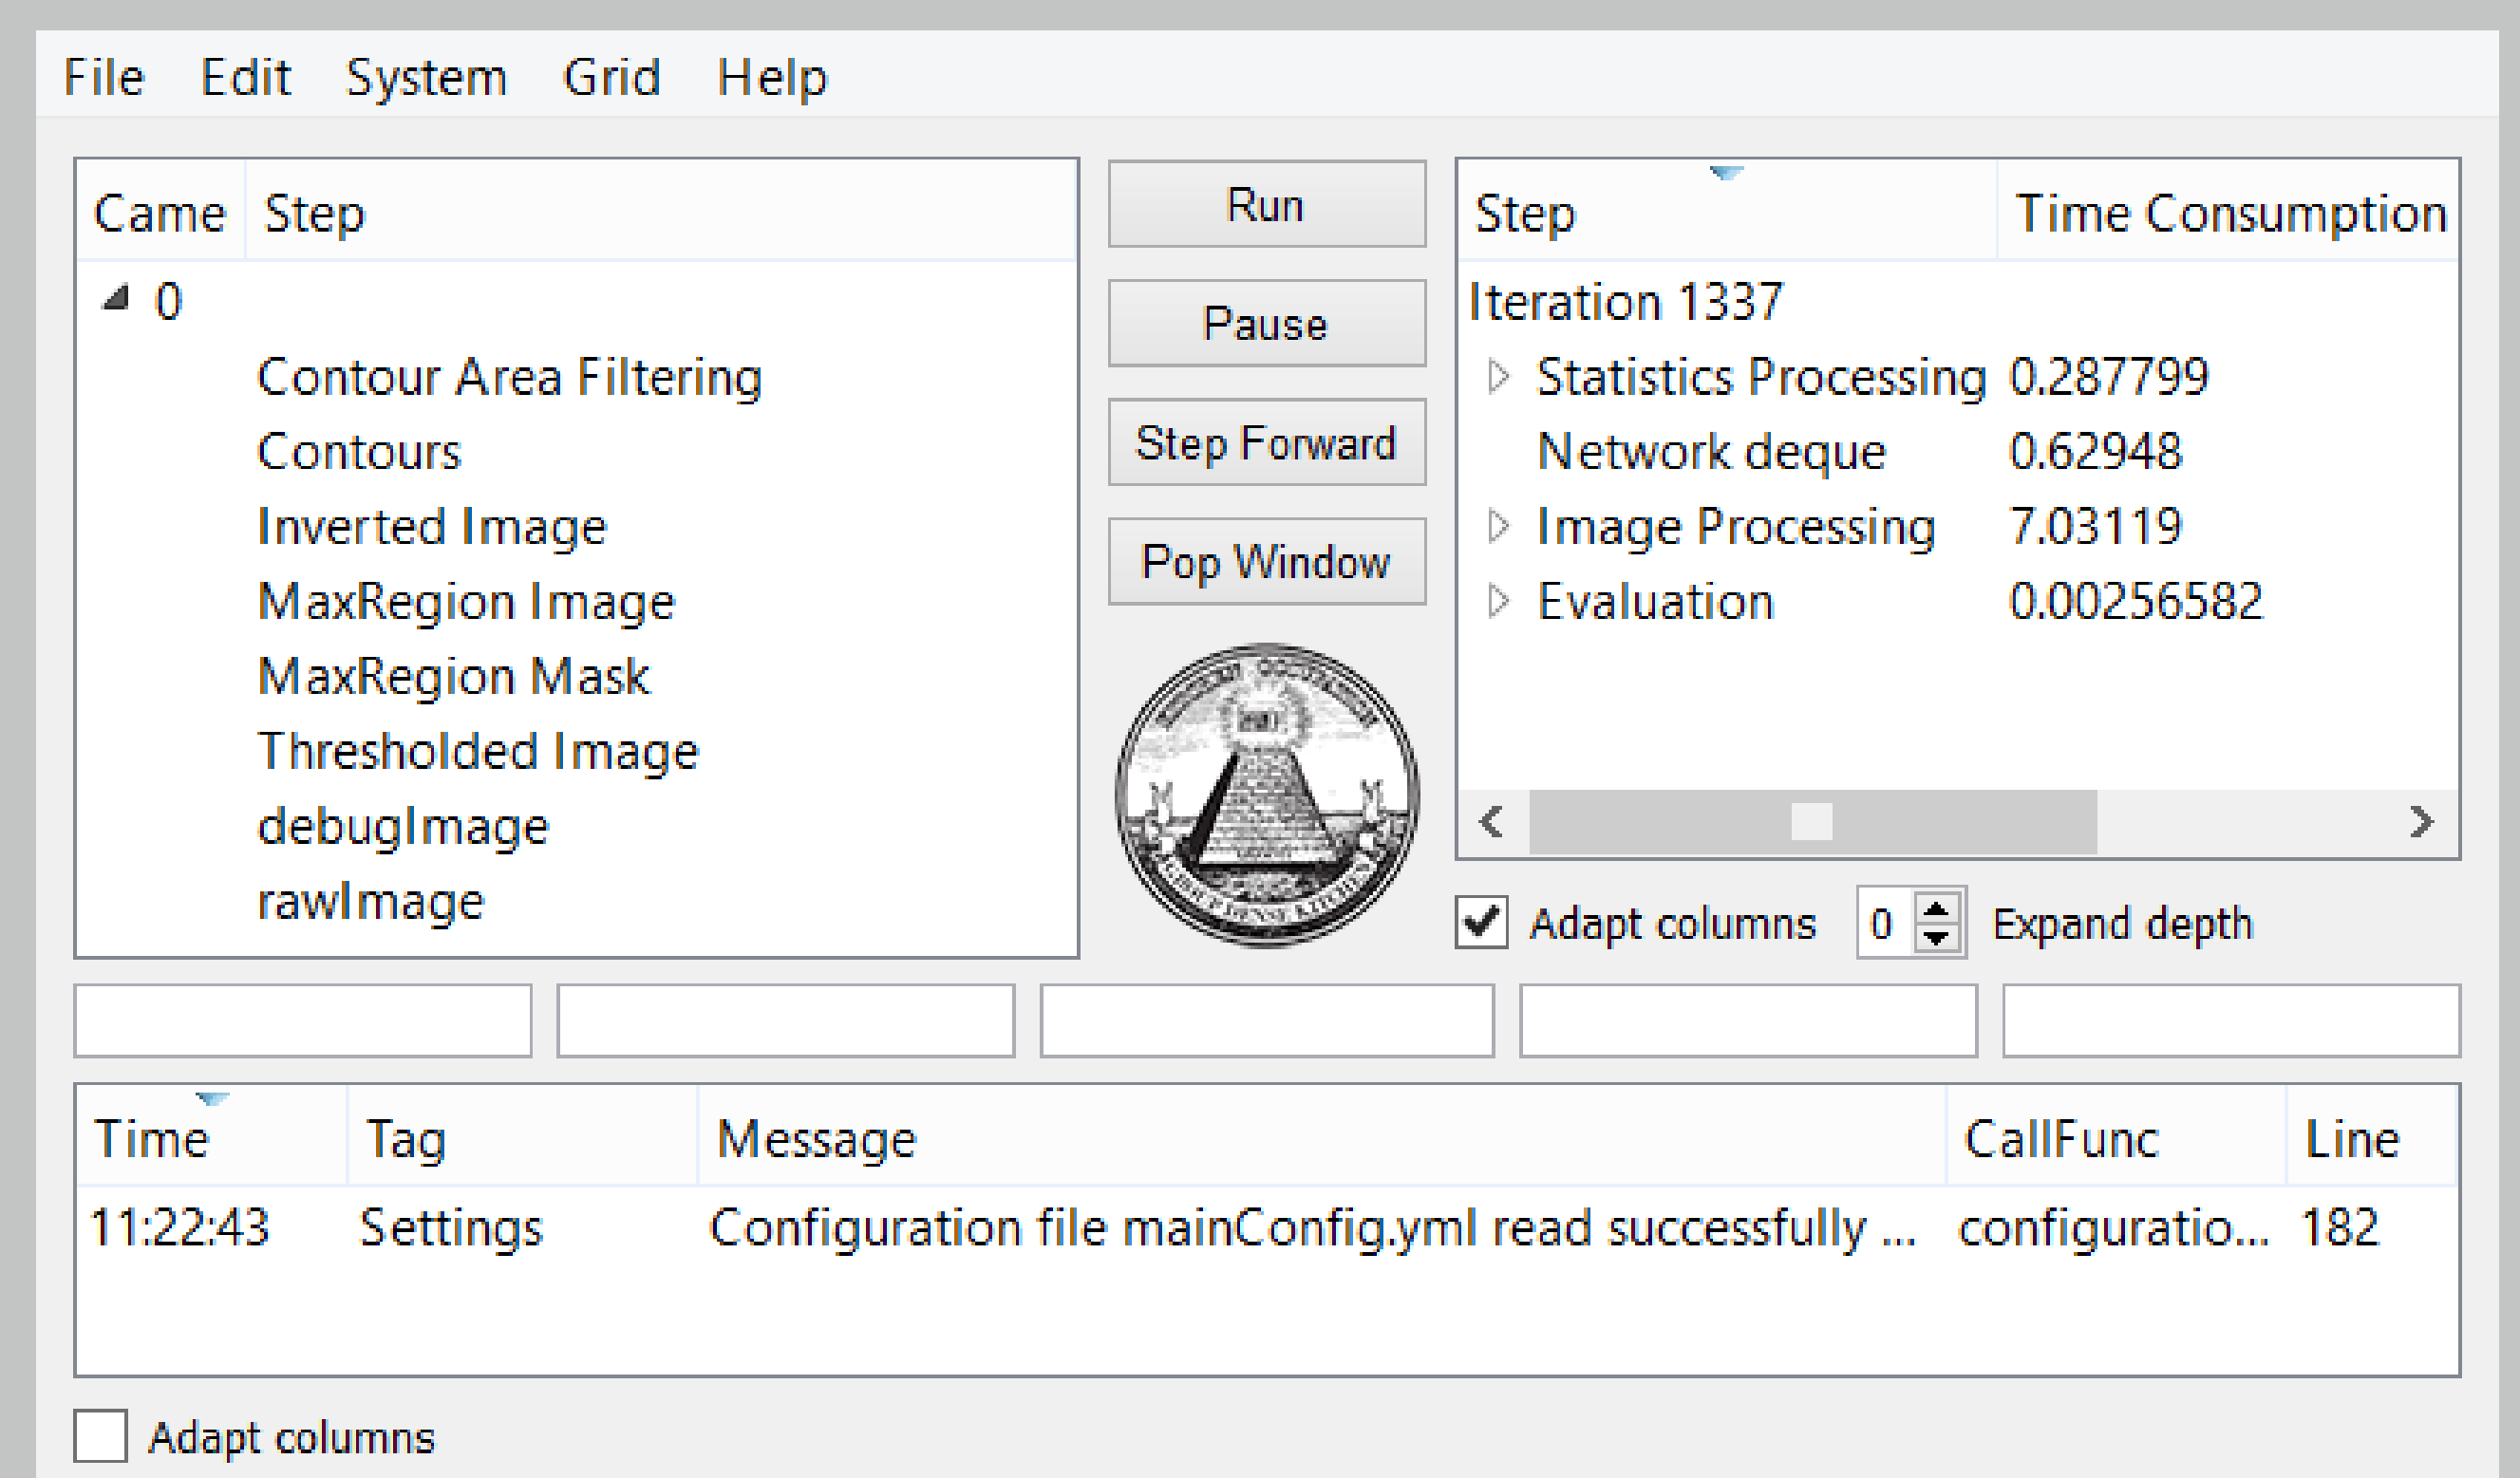 File Edit System Grid Help
Came Step
0
Contour Area Filtering
Contours
Inverted Image
MaxRegion Image
MaxRegion Mask
Thresholded Image
debugImage
rawImage
Run
Pause
Step Forward
Pop Window
Step Time Consumption
Iteration 1337
Statistics Processing 0.287799
Network deque 0.62948
Image Processing 7.03119
Evaluation 0.00256582
Adapt columns 0 Expand depth
Time Tag Message CallFunc Line
11:22:43 Settings Configuration file mainConfig.yml read successfully ... configuratio... 182
Adapt columns